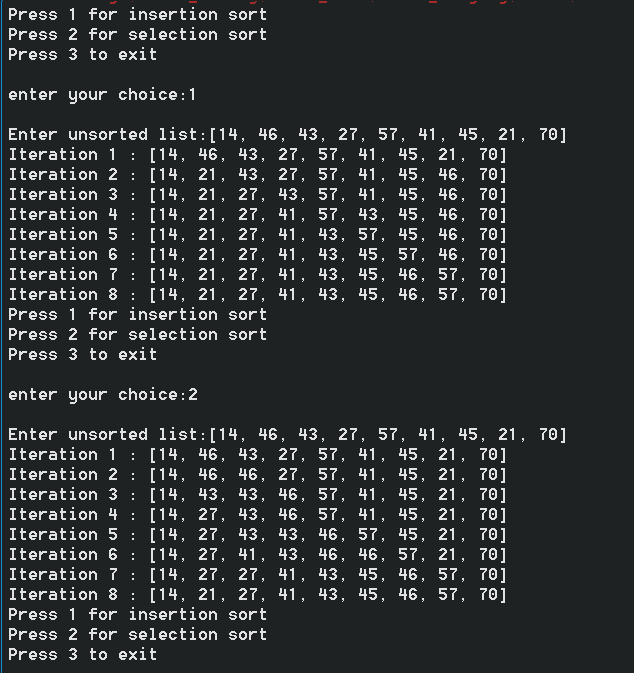 Press 1 for insertion sort
Press 2 for selection sort
Press 3 to exit
enter your choice:1
Enter unsorted list:[14, 46, 43, 27, 57, 41, 45, 21, 70]
Iteration 1 : [14, 46, 43, 27, 57, 41, 45, 21, 70]
Iteration 2 : [14, 21, 43, 27, 57, 41, 45, 46, 70]
Iteration 3 : [14, 21, 27, 43, 57, 41, 45, 46, 70]
Iteration 4 : [14, 21, 27, 41, 57, 43, 45, 46, 70]
Iteration 5 : [14, 21, 27, 41, 43, 57, 45, 46, 70]
Iteration 6 : [14, 21, 27, 41, 43, 45, 57, 46, 70]
Iteration 7 : [14, 21, 27, 41, 43, 45, 46, 57, 70]
Iteration 8 : [14, 21, 27, 41, 43, 45, 46, 57, 70]
Press 1 for insertion sort
Press 2 for selection sort
Press 3 to exit
enter your choice:2
Enter unsorted list:[14, 46, 43, 27, 57, 41, 45, 21, 70]
Iteration 1 : [14, 46, 43, 27, 57, 41, 45, 21, 70]
Iteration 2 : [14, 46, 46, 27, 57, 41, 45, 21, 70]
Iteration 3 : [14, 43, 43, 46, 57, 41, 45, 21, 70]
Iteration 4 : [14, 27, 43, 46, 57, 41, 45, 21, 70]
Iteration 5 : [14, 27, 43, 43, 46, 57, 45, 21, 70]
Iteration 6 : [14, 27, 41, 43, 46, 46, 57, 21, 70]
Iteration 7 : [14, 27, 27, 41, 43, 45, 46, 57, 70]
Iteration 8 : [14, 21, 27, 41, 43, 45, 46, 57, 70]
Press 1 for insertion sort
Press 2 for selection sort
Press 3 to exit